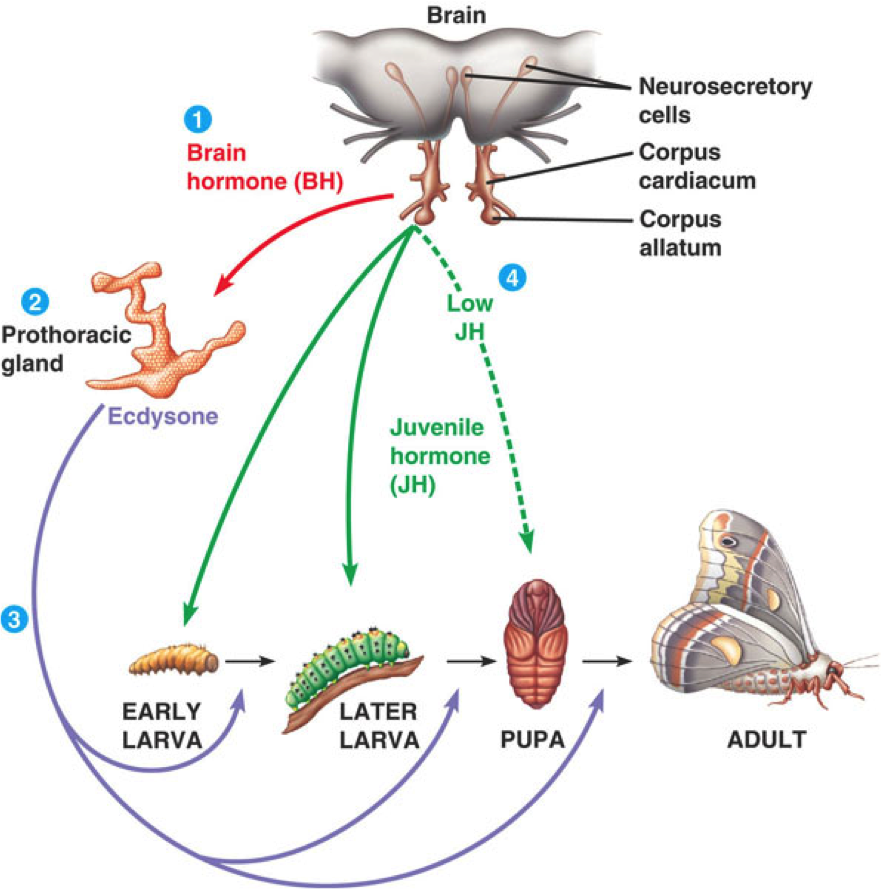 Brain
Neurosecretory
cells
1
Brain
hormone (BH)
Corpus
cardiacum
Corpus
allatum
4
Low
JH
2
Prothoracic
gland
Ecdysone
Juvenile
hormone
(JH)
3
EARLY
LARVA
LATER
LARVA
PUPA
ADULT